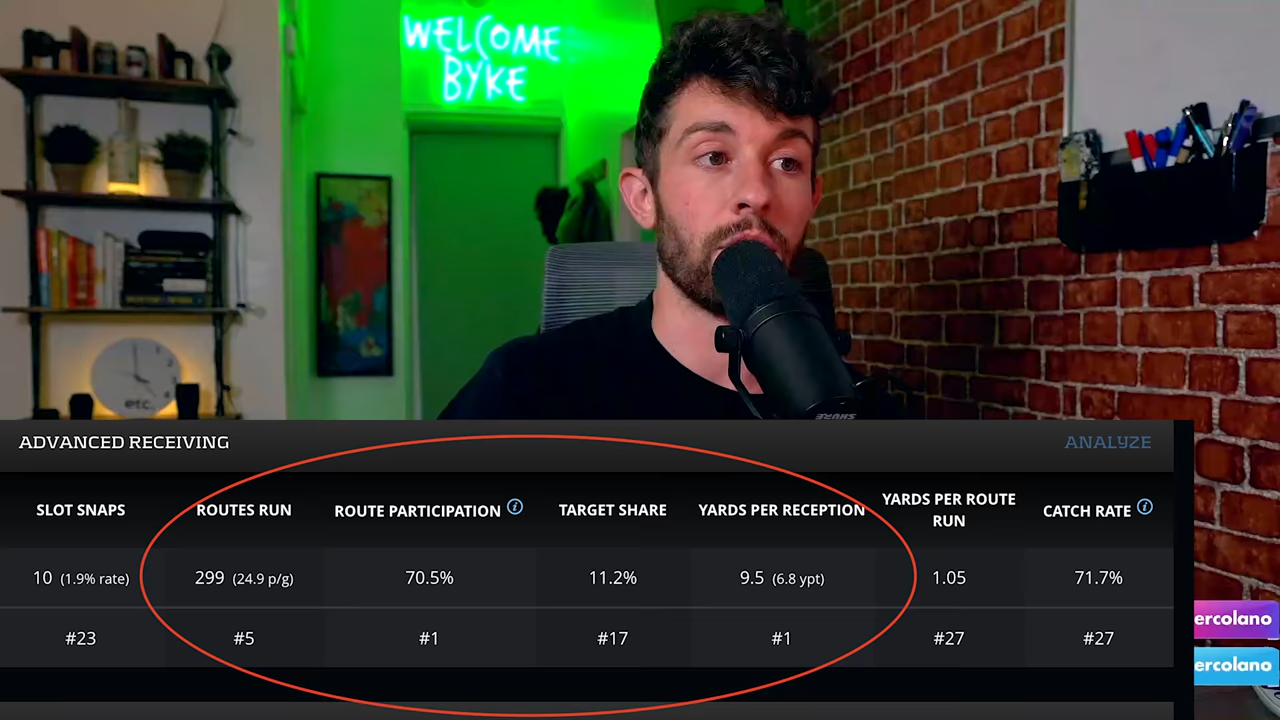 WELCOME
BYKE
etc.
SHURE
ADVANCED RECEIVING
ANALYZE
SLOT SNAPS
ROUTES RUN
ROUTE PARTICIPATION
TARGET SHARE
YARDS PER RECEPTION
YARDS PER ROUTE
RUN
CATCH RATE
10 (1.9% rate)
299 (24.9 p/g)
70.5%
11.2%
9.5 (6.8 ypt)
1.05
71.7%
#23
#5
#1
#17
#1
#27
#27
ercolano
ercolano